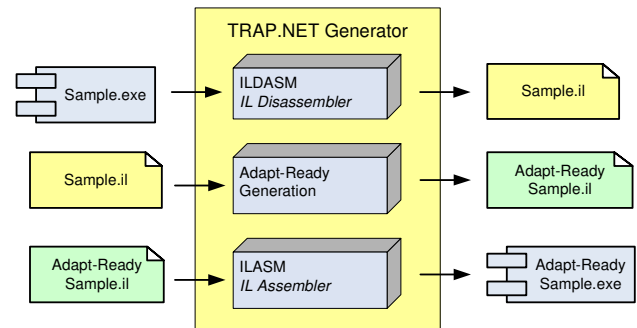 TRAP.NET Generator
Sample.exe
ILDASM
IL Disassembler
Sample.il
Sample.il
Adapt-Ready
Generation
Adapt-Ready
Sample.il
Adapt-Ready
Sample.il
ILASM
IL Assembler
Adapt-Ready
Sample.exe